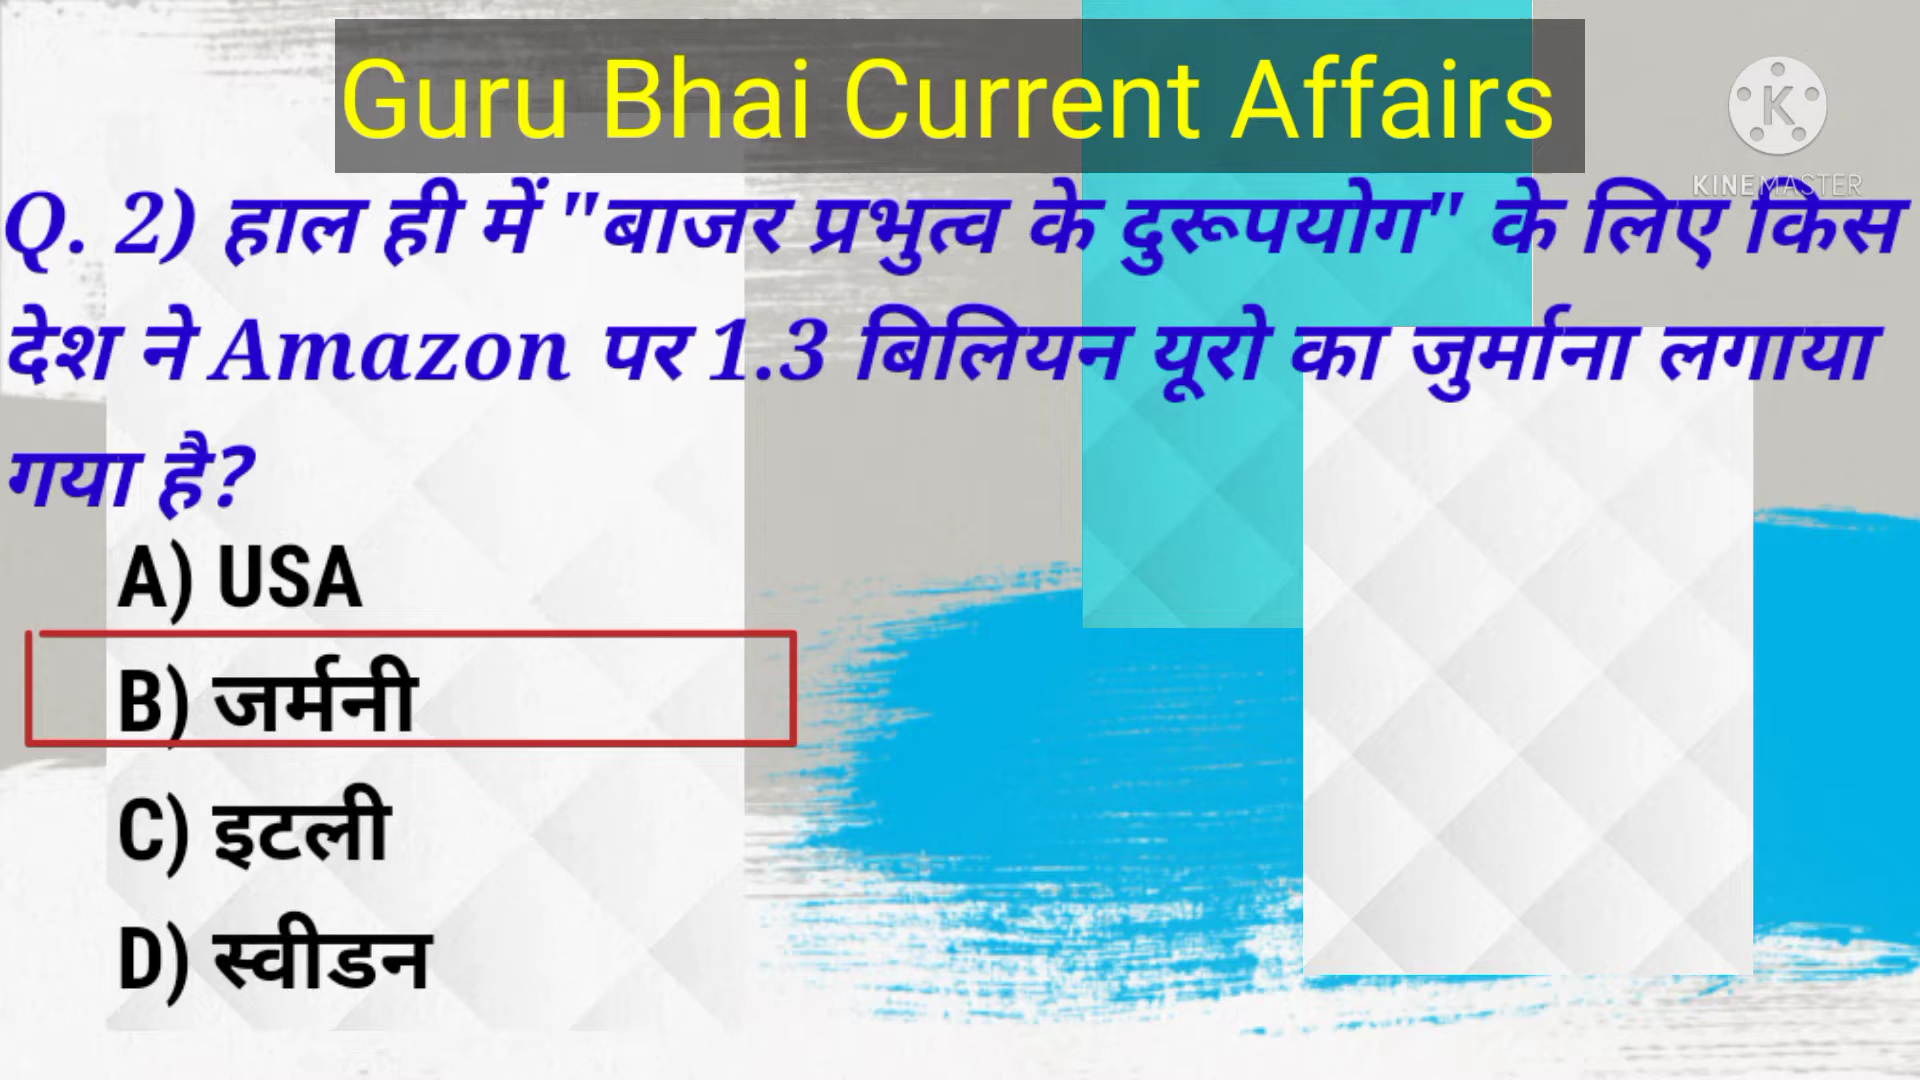 Guru Bhai Current Affairs
K
KINEMASTER
Q. 2) हाल ही में "बाजर प्रभुत्व के दुरूपयोग" के लिए किस
देश ने Amazon पर 1.3 बिलियन यूरो का जुर्माना लगाया
गया है?
A) USA
B) जर्मनी
C) इटली
D) स्वीडन